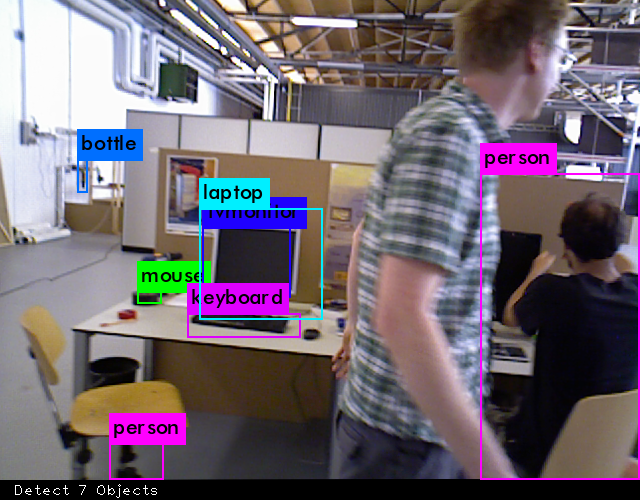 bottle
person
laptop
tvmonitor
mouse
keyboard
person
Detect 7 Objects